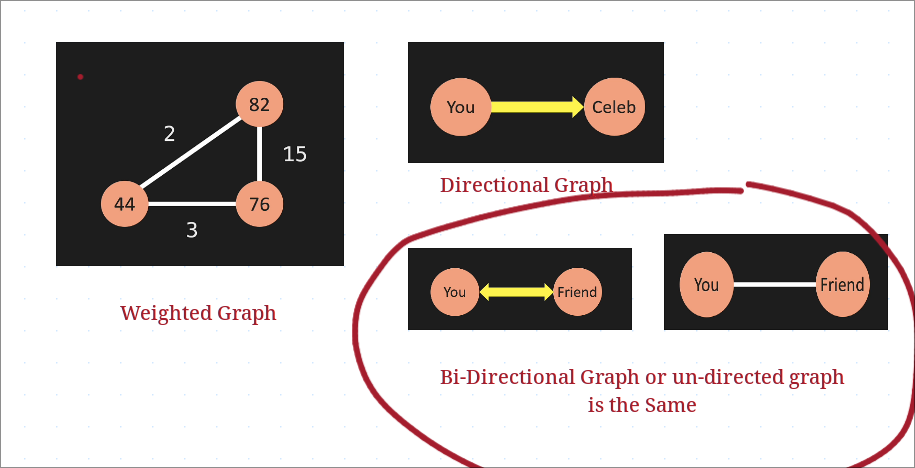 82
2
15
44
76
3
Weighted Graph
You
Celeb
Directional Graph
You
Friend
You
Friend
Bi-Directional Graph or un-directed graph
is the Same